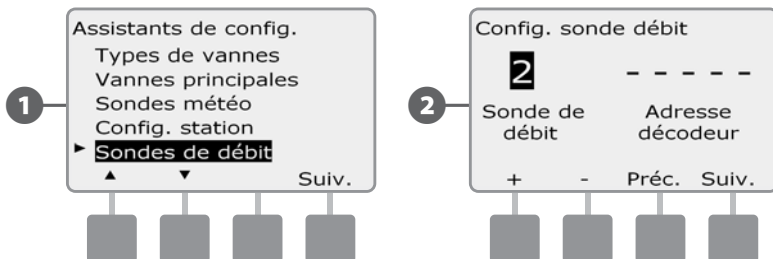 1
Assistants de config.
Types de vannes
Vannes principales
Sondes météo
Config. station
► Sondes de débit
▲ ▼ Suiv.
2
Config. sonde débit
2 - - - - -
Sonde de débit
Adresse décodeur
+ - Préc. Suiv.